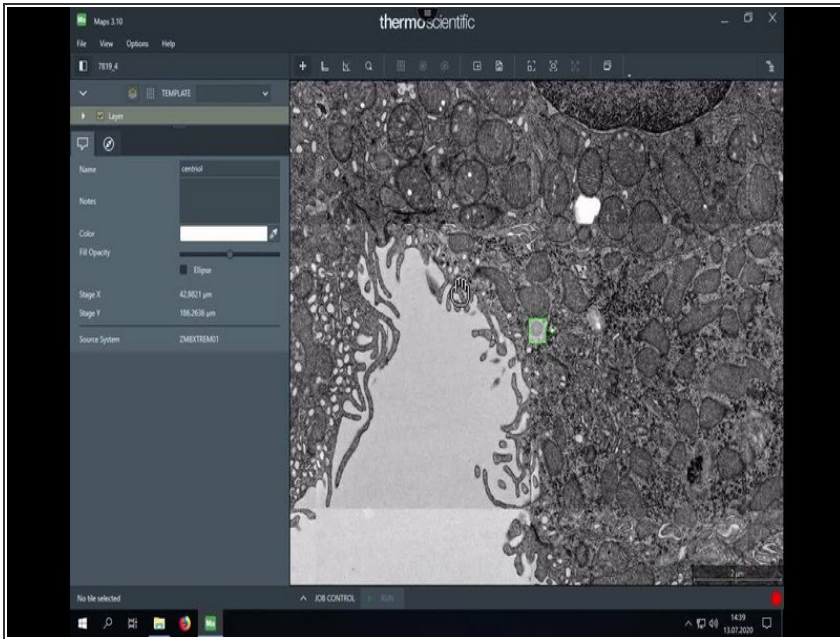 Maps 3.10
thermoscientific
File View Options Help
7819_4
TEMPLATE
Layer
Name centriol
Notes
Color
Fill Opacity
Ellipse
Stage X 42.9821 µm
Stage Y 186.2636 µm
Source System ZMBXTREM01
2 µm
No tile selected
JOB CONTROL RUN
Ma
14:39
13.07.2020